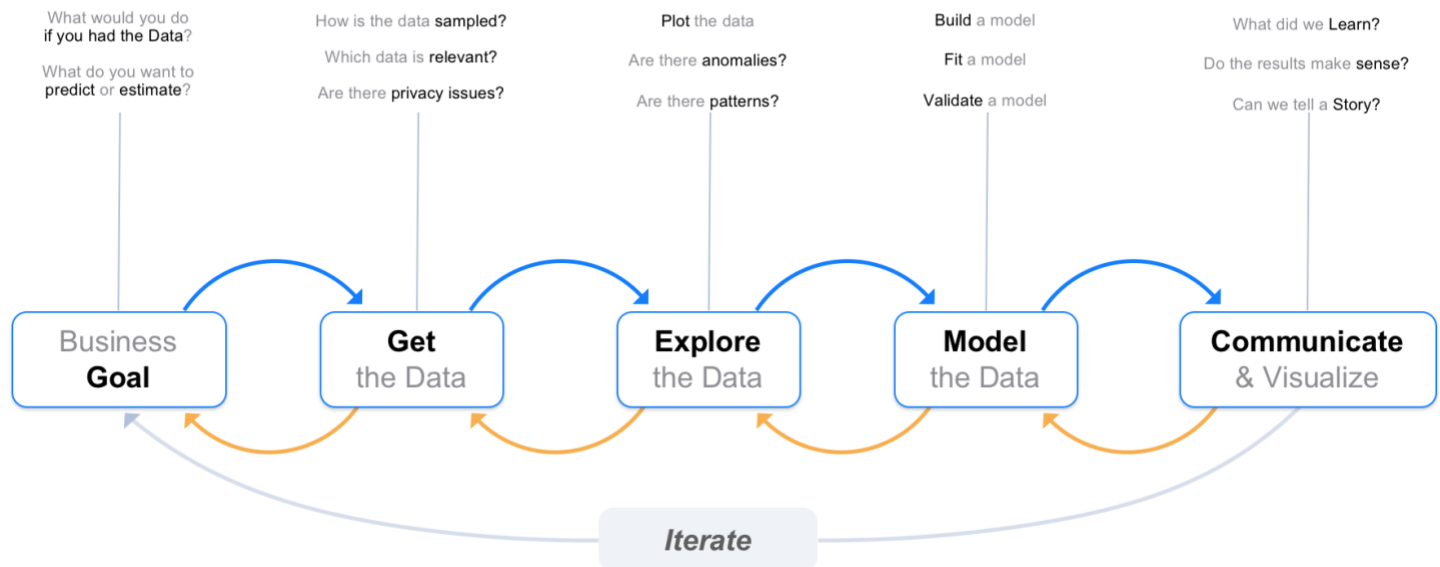 What would you do
if you had the Data?
What do you want to
predict or estimate?
How is the data sampled?
Which data is relevant?
Are there privacy issues?
Plot the data
Are there anomalies?
Are there patterns?
Build a model
Fit a model
Validate a model
What did we Learn?
Do the results make sense?
Can we tell a Story?
Business
Goal
Get
the Data
Explore
the Data
Model
the Data
Communicate
& Visualize
Iterate